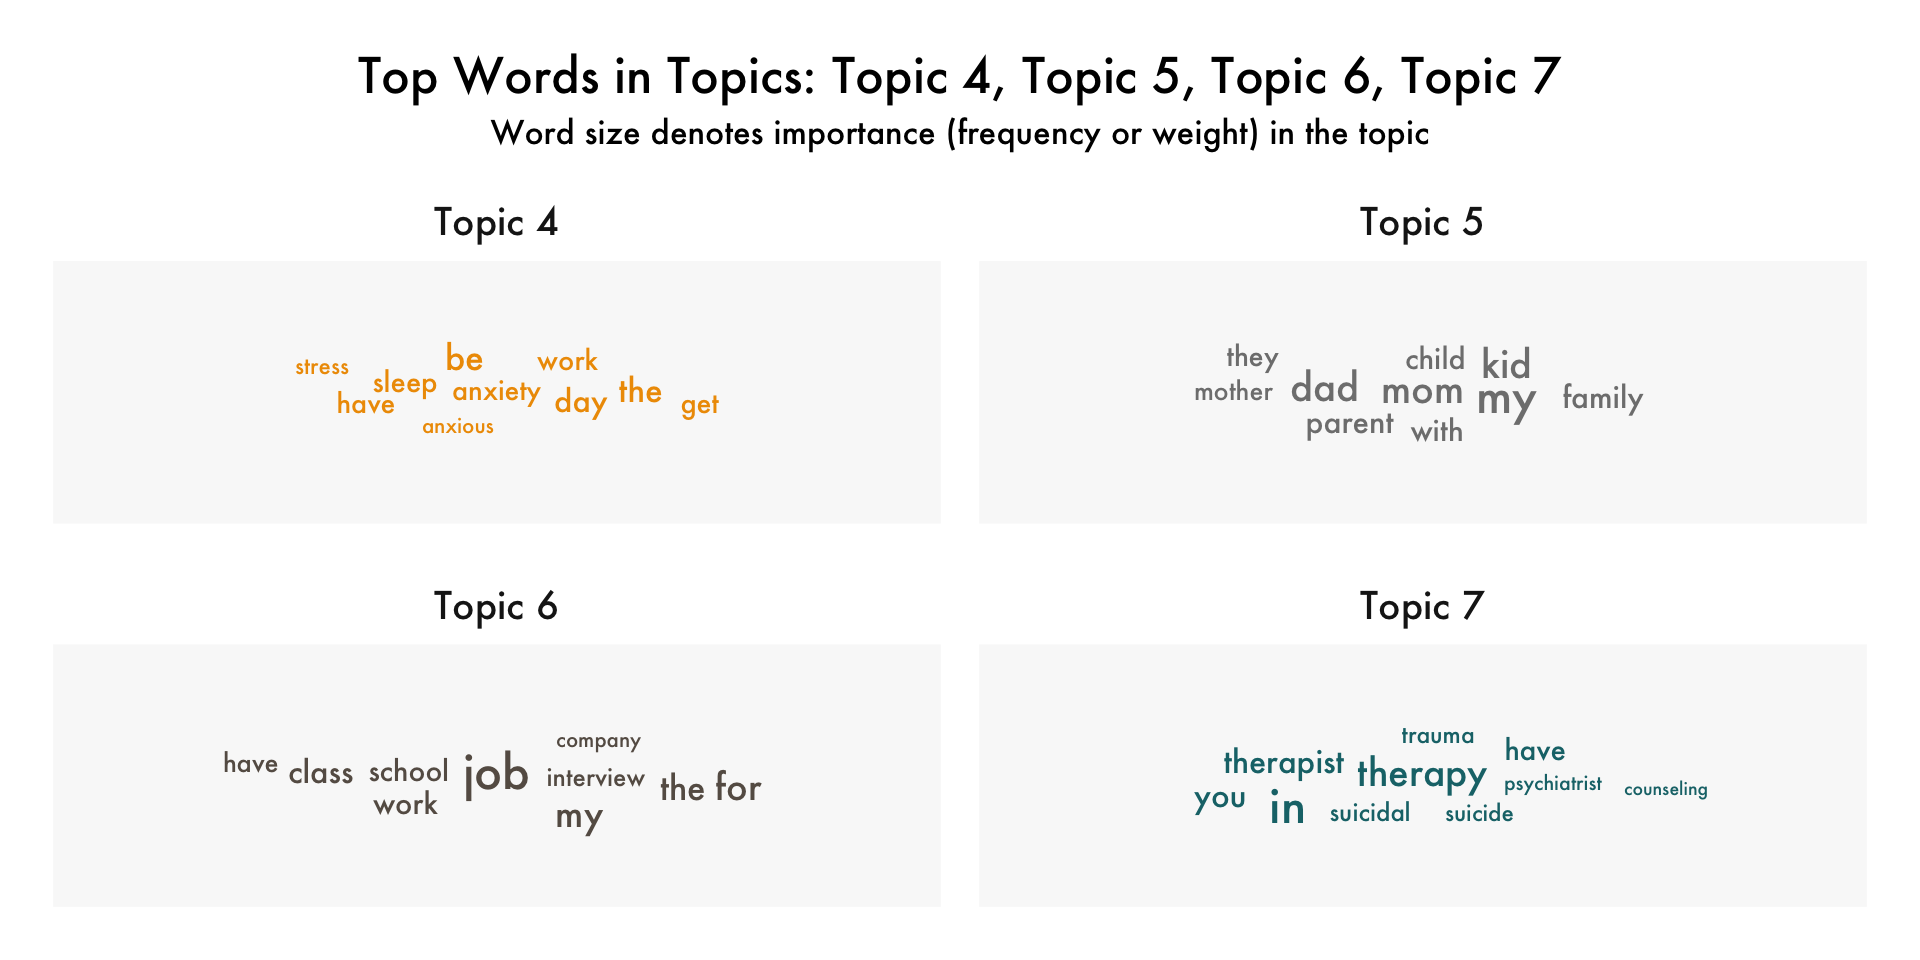 Top Words in Topics: Topic 4, Topic 5, Topic 6, Topic 7
Word size denotes importance (frequency or weight) in the topic
Topic 4
stress
be
work
sleep
anxiety
day
the
have
get
anxious
Topic 5
they
child
kid
mother
dad
mom
my
family
parent
with
Topic 6
company
have
class
school
job
interview
the
for
work
my
Topic 7
trauma
therapist
therapy
have
psychiatrist
counseling
you
in
suicidal
suicide